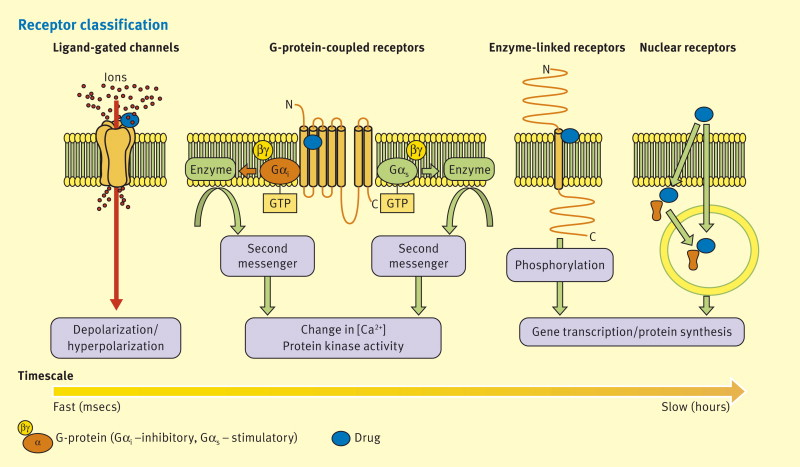 Receptor classification
Ligand-gated channels
G-protein-coupled receptors
Enzyme-linked receptors
Nuclear receptors
Ions
N
N
βγ
βγ
Enzyme
Gαi
Gαs
Enzyme
GTP
C
GTP
C
Second
messenger
Second
messenger
Phosphorylation
Depolarization/
hyperpolarization
Change in [Ca²⁺]
Protein kinase activity
Gene transcription/protein synthesis
Timescale
Fast (msecs)
Slow (hours)
βγ
α
G-protein (Gαi –inhibitory, Gαs – stimulatory)
Drug